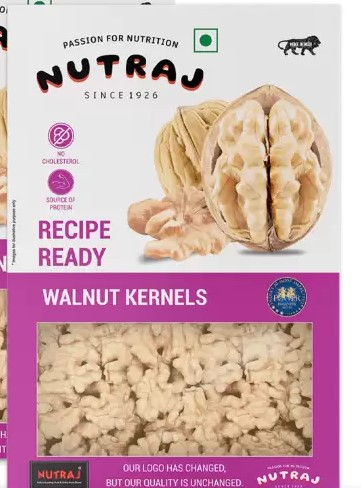 PASSION FOR NUTRITION
NUTRAJ
SINCE 1926
NO
CHOLESTEROL
SOURCE OF
PROTEIN
RECIPE
READY
WALNUT KERNELS
NUTRAJ
OUR LOGO HAS CHANGED,
BUT OUR QUALITY IS UNCHANGED.
PASSION FOR NUTRITION
NUTRAJ